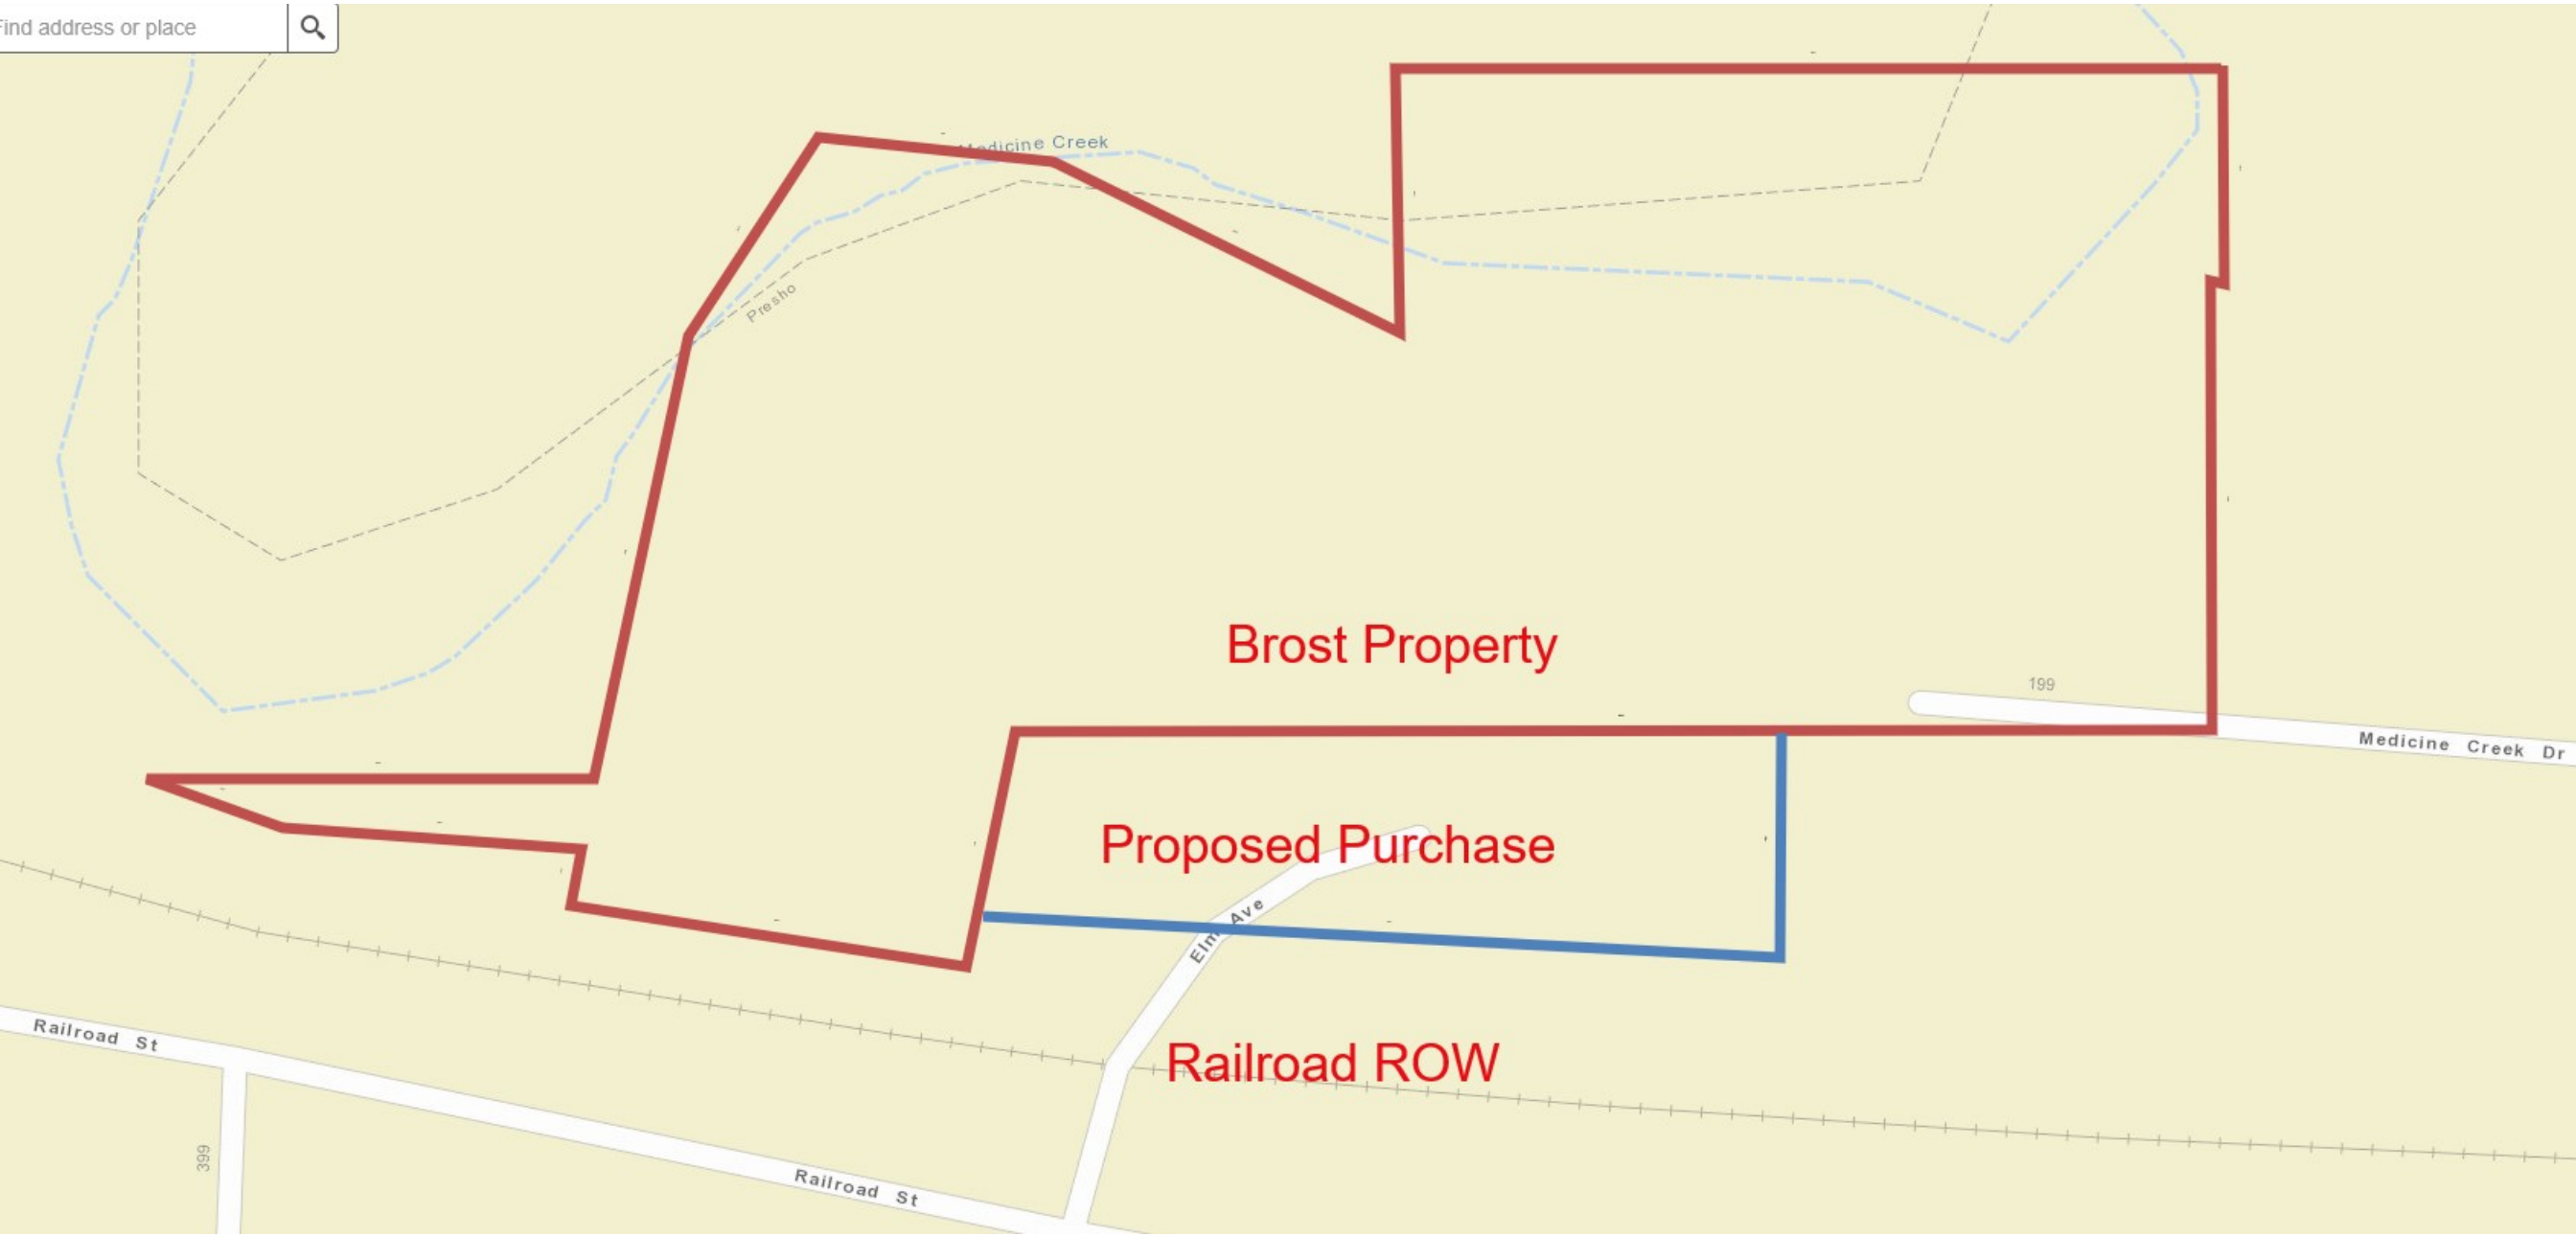 Find address or place
Medicine Creek
Presho
Brost Property
199
Medicine Creek Dr
Proposed Purchase
Elm Ave
Railroad St
Railroad ROW
399
Railroad St